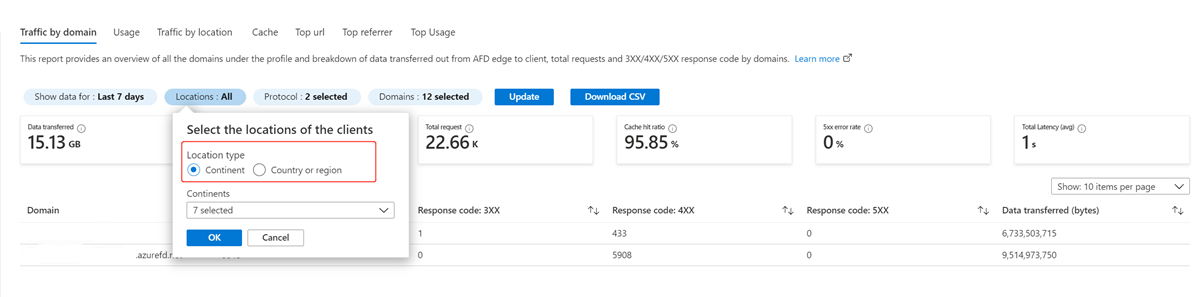 Traffic by domain Usage Traffic by location Cache Top url Top referrer Top Usage
This report provides an overview of all the domains under the profile and breakdown of data transferred out from AFD edge to client, total requests and 3XX/4XX/5XX response code by domains. Learn more
Show data for : Last 7 days Locations : All Protocol : 2 selected Domains : 12 selected Update Download CSV
Data transferred Total request Cache hit ratio 5xx error rate Total Latency (avg)
15.13 GB 22.66 K 95.85 % 0 % 1 s
Select the locations of the clients
Location type
Continent Country or region
Continents
7 selected
OK Cancel
Show: 10 items per page
Domain Response code: 3XX Response code: 4XX Response code: 5XX Data transferred (bytes)
1 433 0 6,733,503,715
0 5908 0 9,514,973,750